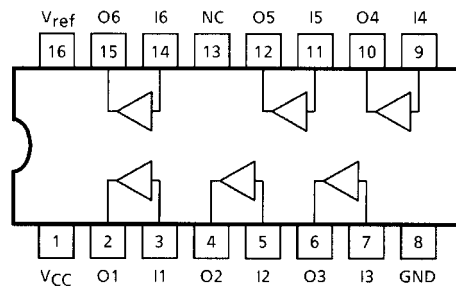 Vref O6 I6 NC O5 I5 O4 I4
16 15 14 13 12 11 10 9
1 2 3 4 5 6 7 8
VCC O1 I1 O2 I2 O3 I3 GND